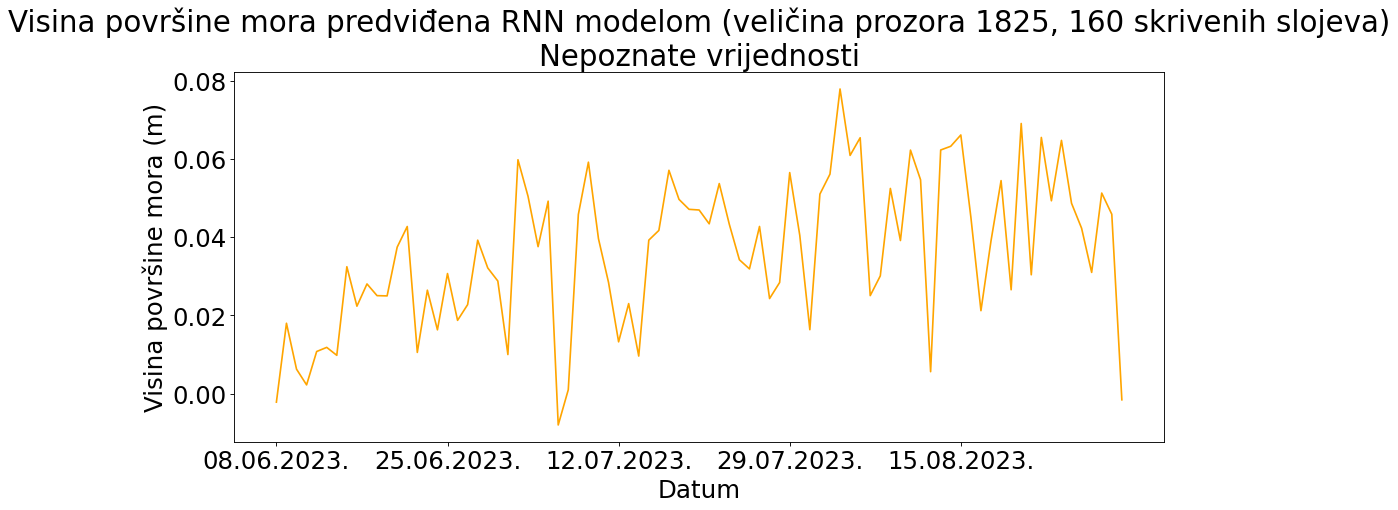 Visina površine mora predviđena RNN modelom (veličina prozora 1825, 160 skrivenih slojeva)
Nepoznate vrijednosti
Visina površine mora (m)
0.08
0.06
0.04
0.02
0.00
08.06.2023.
25.06.2023.
12.07.2023.
29.07.2023.
15.08.2023.
Datum